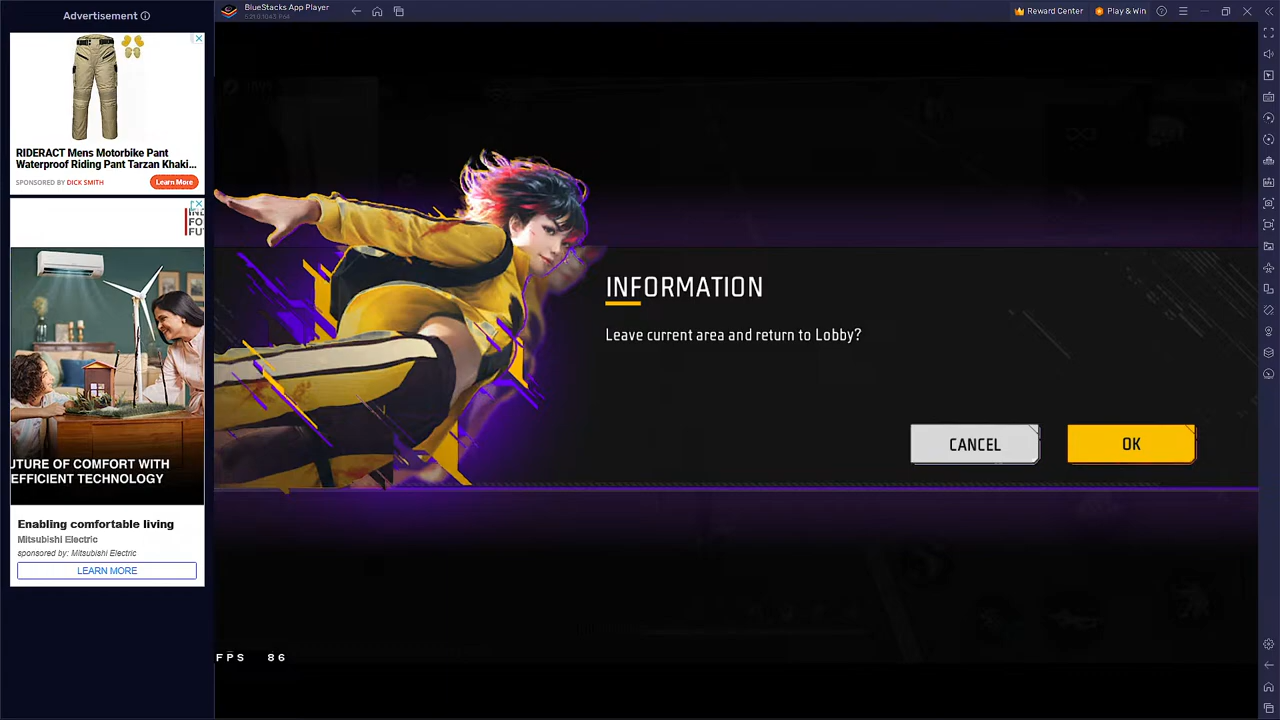 Advertisement
BlueStacks App Player
Reward Center
Play & Win
RIDERACT Mens Motorbike Pant
Waterproof Riding Pant Tarzan Khaki...
SPONSORED BY DICK SMITH
Learn More
FO
FU
UTURE OF COMFORT WITH
EFFICIENT TECHNOLOGY
Enabling comfortable living
Mitsubishi Electric
sponsored by: Mitsubishi Electric
LEARN MORE
INFORMATION
Leave current area and return to Lobby?
CANCEL
OK
FPS 86